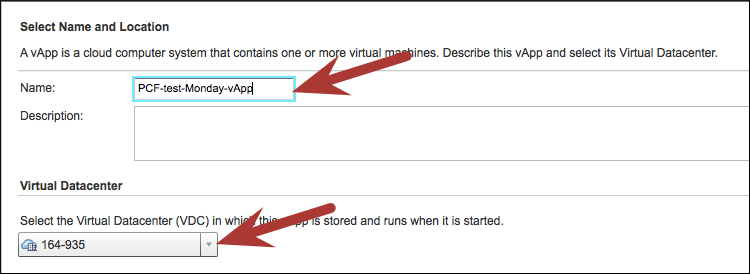 Select Name and Location
A vApp is a cloud computer system that contains one or more virtual machines. Describe this vApp and select its Virtual Datacenter.
Name: PCF-test-Monday-vApp
Description:
Virtual Datacenter
Select the Virtual Datacenter (VDC) in which this is stored and runs when it is started.
164-935